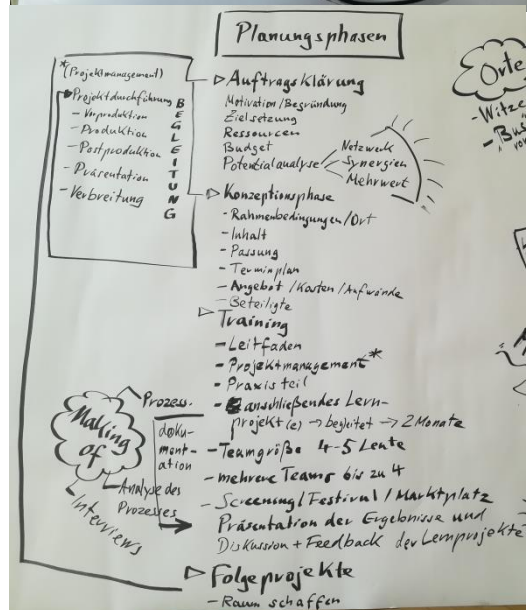 Planungsphasen
*(Projektmanagement)
Projektdurchführung
- Vorproduktion
- Produktion
- Postproduktion
- Präsentation
- Verbreitung
BEGLEITUNG
Auftragsklärung
Motivation/Begründung
Zielsetzung
Ressourcen
Budget
Potentialanalyse
Netzwerk
Synergien
Mehrwert
Konzeptionsphase
- Rahmenbedingungen/Ort
- Inhalt
- Passung
- Terminplan
- Angebot/Kosten/Aufwände
- Beteiligte
Training
- Leitfaden
- Projektmanagement*
- Praxisteil
- anschließendes Lern-
projekt(e) → begleitet → 2 Monate
- Teamgröße 4-5 Leute
- mehrere Teams bis zu 4
- Screening/Festival/Marktplatz
Präsentation der Ergebnisse und
Diskussion + Feedback der Lernprojekte
Folgeprojekte
- Raum schaffen
Making
of
Prozess-
doku-
ment-
ation
Analyse des
Prozesses
Interviews
Orte